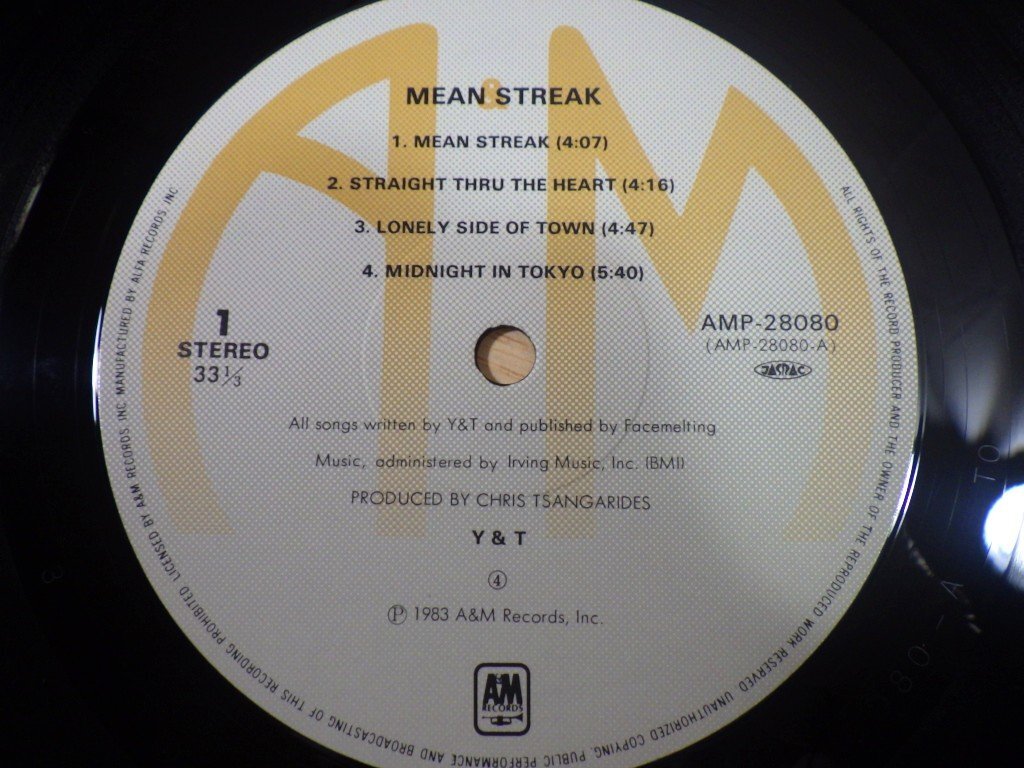 MEAN STREAK
1. MEAN STREAK (4:07)
2. STRAIGHT THRU THE HEART (4:16)
3. LONELY SIDE OF TOWN (4:47)
4. MIDNIGHT IN TOKYO (5:40)
1
STEREO
33 1/3
AMP-28080
(AMP-28080-A)
JASRAC
All songs written by Y&T and published by Facemelting
Music, administered by Irving Music, Inc. (BMI)
PRODUCED BY CHRIS TSANGARIDES
Y & T
④
Ⓟ 1983 A&M Records, Inc.
&
A&M
RECORDS
ALL RIGHTS OF THE RECORD PRODUCER AND THE OWNER OF THE REPRODUCED WORK RESERVED. UNAUTHORIZED COPYING, PUBLIC PERFORMANCE AND BROADCASTING OF THIS RECORDING PROHIBITED. LICENSED BY A&M RECORDS INC MANUFACTURED BY ALFA RECORDS INC